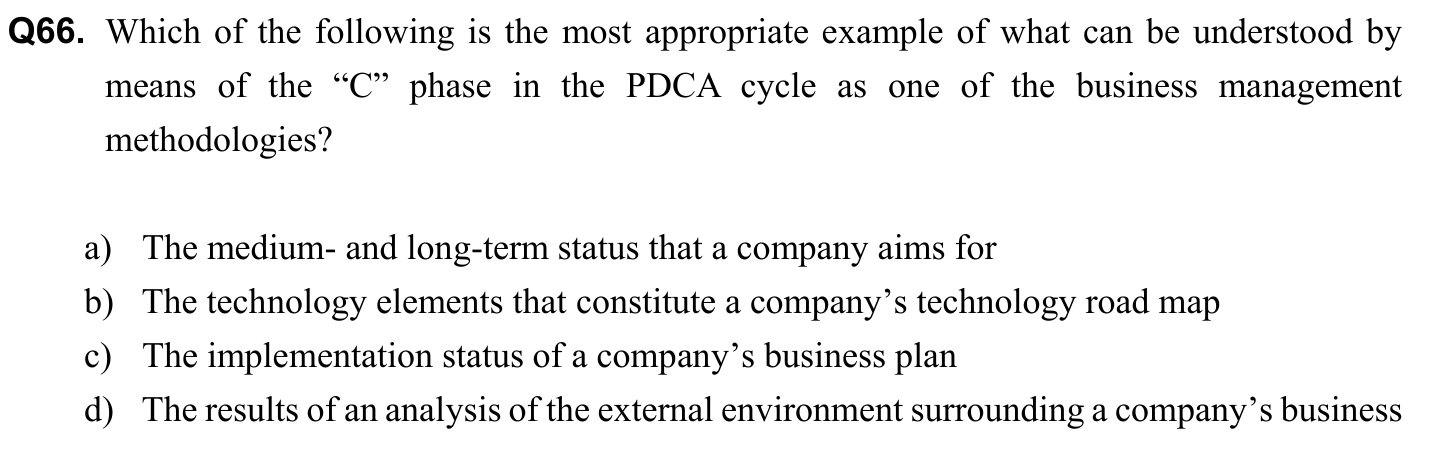 Q66. Which of the following is the most appropriate example of what can be understood by
means of the “C” phase in the PDCA cycle as one of the business management
methodologies?
a) The medium- and long-term status that a company aims for
b) The technology elements that constitute a company’s technology road map
c) The implementation status of a company’s business plan
d) The results of an analysis of the external environment surrounding a company’s business